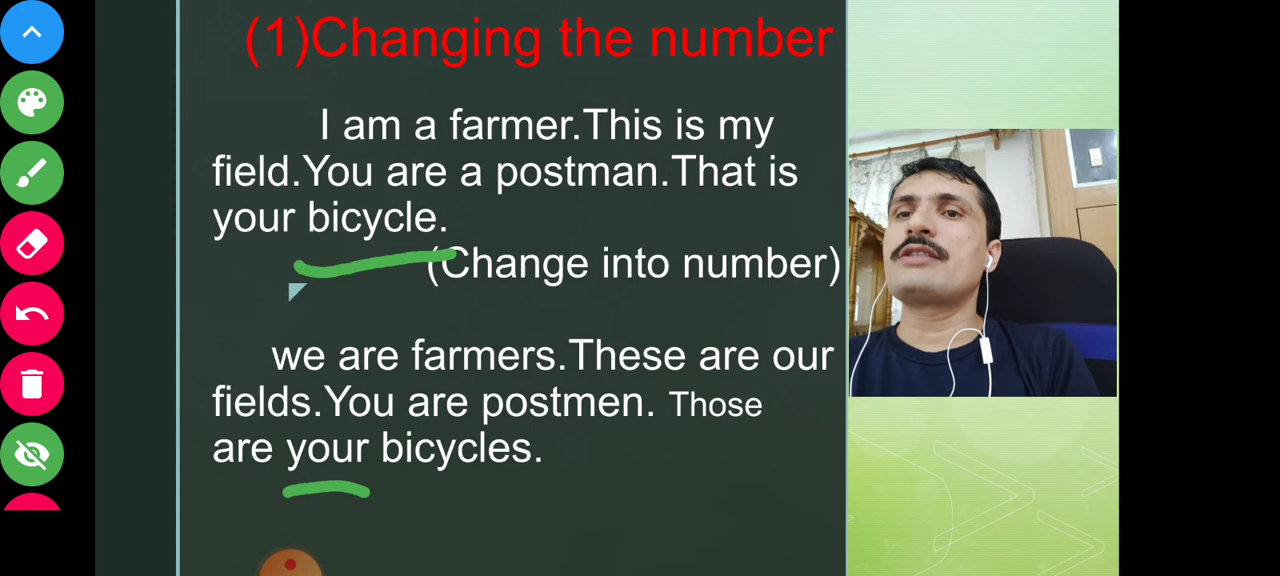 (1)Changing the number
I am a farmer.This is my
field.You are a postman.That is
your bicycle.
(Change into number)
we are farmers.These are our
fields.You are postmen. Those
are your bicycles.